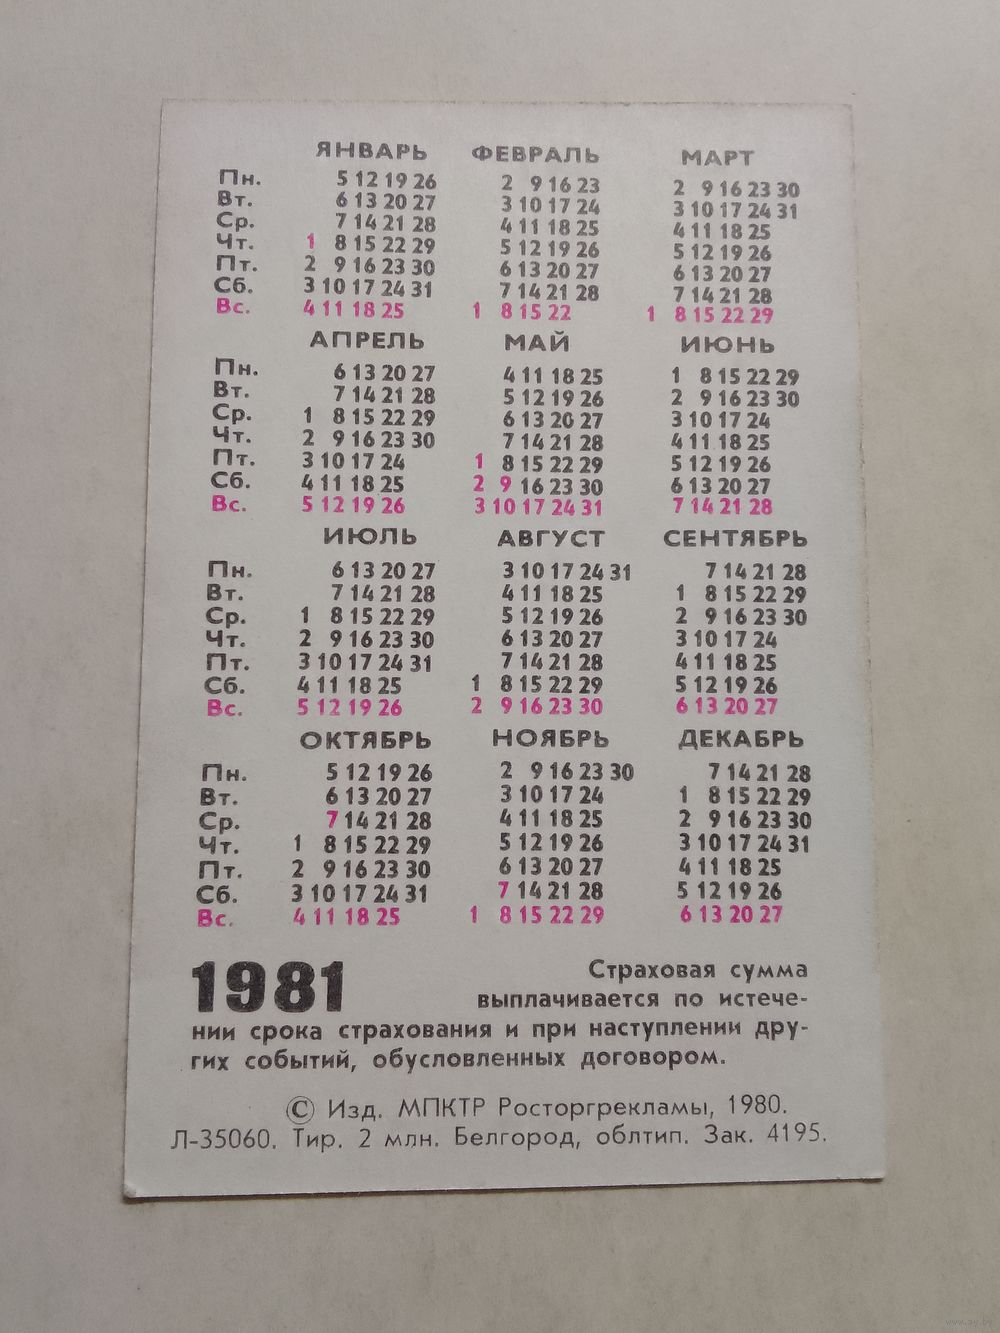 ЯНВАРЬ ФЕВРАЛЬ МАРТ
Пн. 5 12 19 26 2 9 16 23 2 9 16 23 30
Вт. 6 13 20 27 3 10 17 24 3 10 17 24 31
Ср. 7 14 21 28 4 11 18 25 4 11 18 25
Чт. 1 8 15 22 29 5 12 19 26 5 12 19 26
Пт. 2 9 16 23 30 6 13 20 27 6 13 20 27
Сб. 3 10 17 24 31 7 14 21 28 7 14 21 28
Вс. 4 11 18 25 1 8 15 22 1 8 15 22 29
АПРЕЛЬ МАЙ ИЮНЬ
Пн. 6 13 20 27 4 11 18 25 1 8 15 22 29
Вт. 7 14 21 28 5 12 19 26 2 9 16 23 30
Ср. 1 8 15 22 29 6 13 20 27 3 10 17 24
Чт. 2 9 16 23 30 7 14 21 28 4 11 18 25
Пт. 3 10 17 24 1 8 15 22 29 5 12 19 26
Сб. 4 11 18 25 2 9 16 23 30 6 13 20 27
Вс. 5 12 19 26 3 10 17 24 31 7 14 21 28
ИЮЛЬ АВГУСТ СЕНТЯБРЬ
Пн. 6 13 20 27 3 10 17 24 31 7 14 21 28
Вт. 7 14 21 28 4 11 18 25 1 8 15 22 29
Ср. 1 8 15 22 29 5 12 19 26 2 9 16 23 30
Чт. 2 9 16 23 30 6 13 20 27 3 10 17 24
Пт. 3 10 17 24 31 7 14 21 28 4 11 18 25
Сб. 4 11 18 25 1 8 15 22 29 5 12 19 26
Вс. 5 12 19 26 2 9 16 23 30 6 13 20 27
ОКТЯБРЬ НОЯБРЬ ДЕКАБРЬ
Пн. 5 12 19 26 2 9 16 23 30 7 14 21 28
Вт. 6 13 20 27 3 10 17 24 1 8 15 22 29
Ср. 7 14 21 28 4 11 18 25 2 9 16 23 30
Чт. 1 8 15 22 29 5 12 19 26 3 10 17 24 31
Пт. 2 9 16 23 30 6 13 20 27 4 11 18 25
Сб. 3 10 17 24 31 7 14 21 28 5 12 19 26
Вс. 4 11 18 25 1 8 15 22 29 6 13 20 27
1981 Страховая сумма
выплачивается по истече-
нии срока страхования и при наступлении дру-
гих событий, обусловленных договором.
© Изд. МПКТР Росторгрекламы, 1980.
Л-35060. Тир. 2 млн. Белгород, облтип. Зак. 4195.
www.ay.by